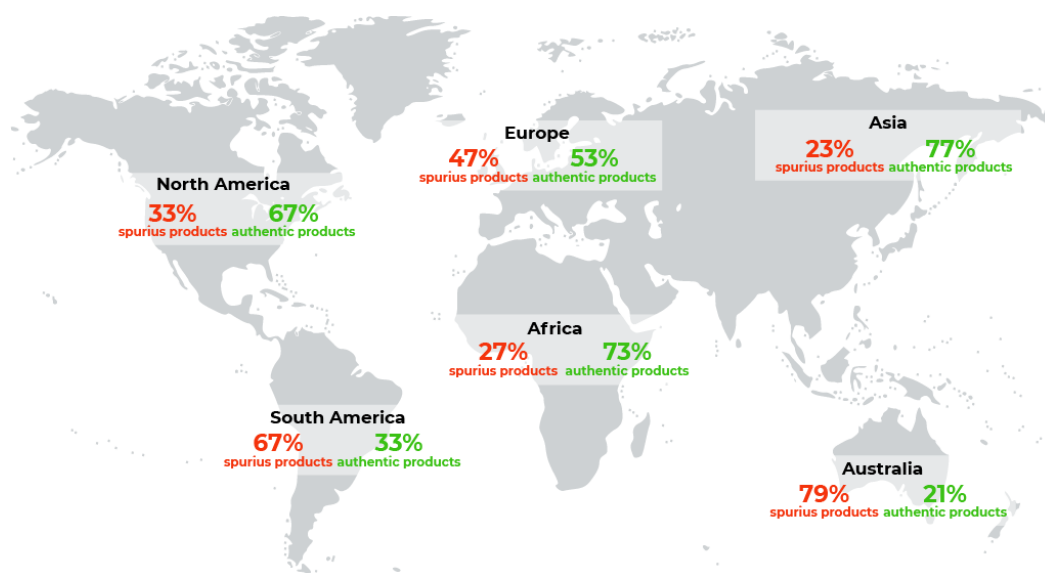 Europe
47% 53%
spurius products authentic products
Asia
23% 77%
spurius products authentic products
North America
33% 67%
spurius products authentic products
Africa
27% 73%
spurius products authentic products
South America
67% 33%
spurius products authentic products
Australia
79% 21%
spurius products authentic products